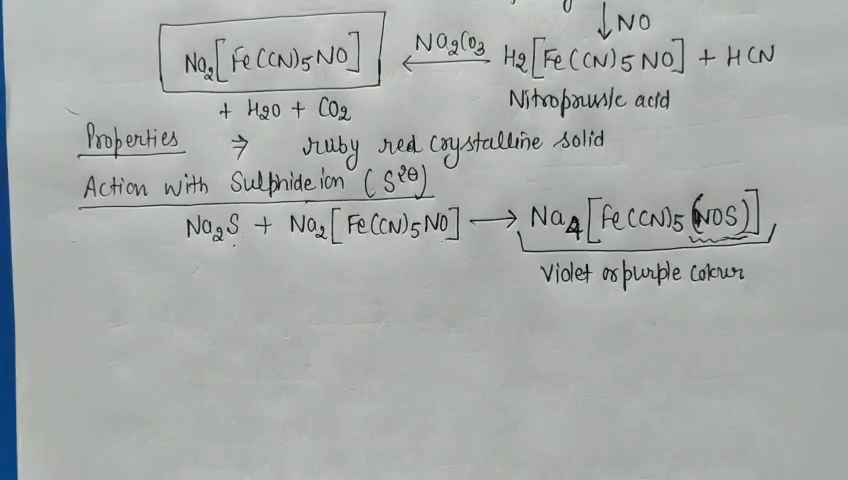 ↓NO
Na2[Fe(CN)5NO] ←Na2CO3 H2[Fe(CN)5NO] + HCN
+ H2O + CO2 Nitroprussic acid
Properties ⇒ ruby red crystalline solid
Action with Sulphide ion (S2⊖)
Na2S + Na2[Fe(CN)5NO] → Na4[Fe(CN)5(NOS)]
Violet or purple colour